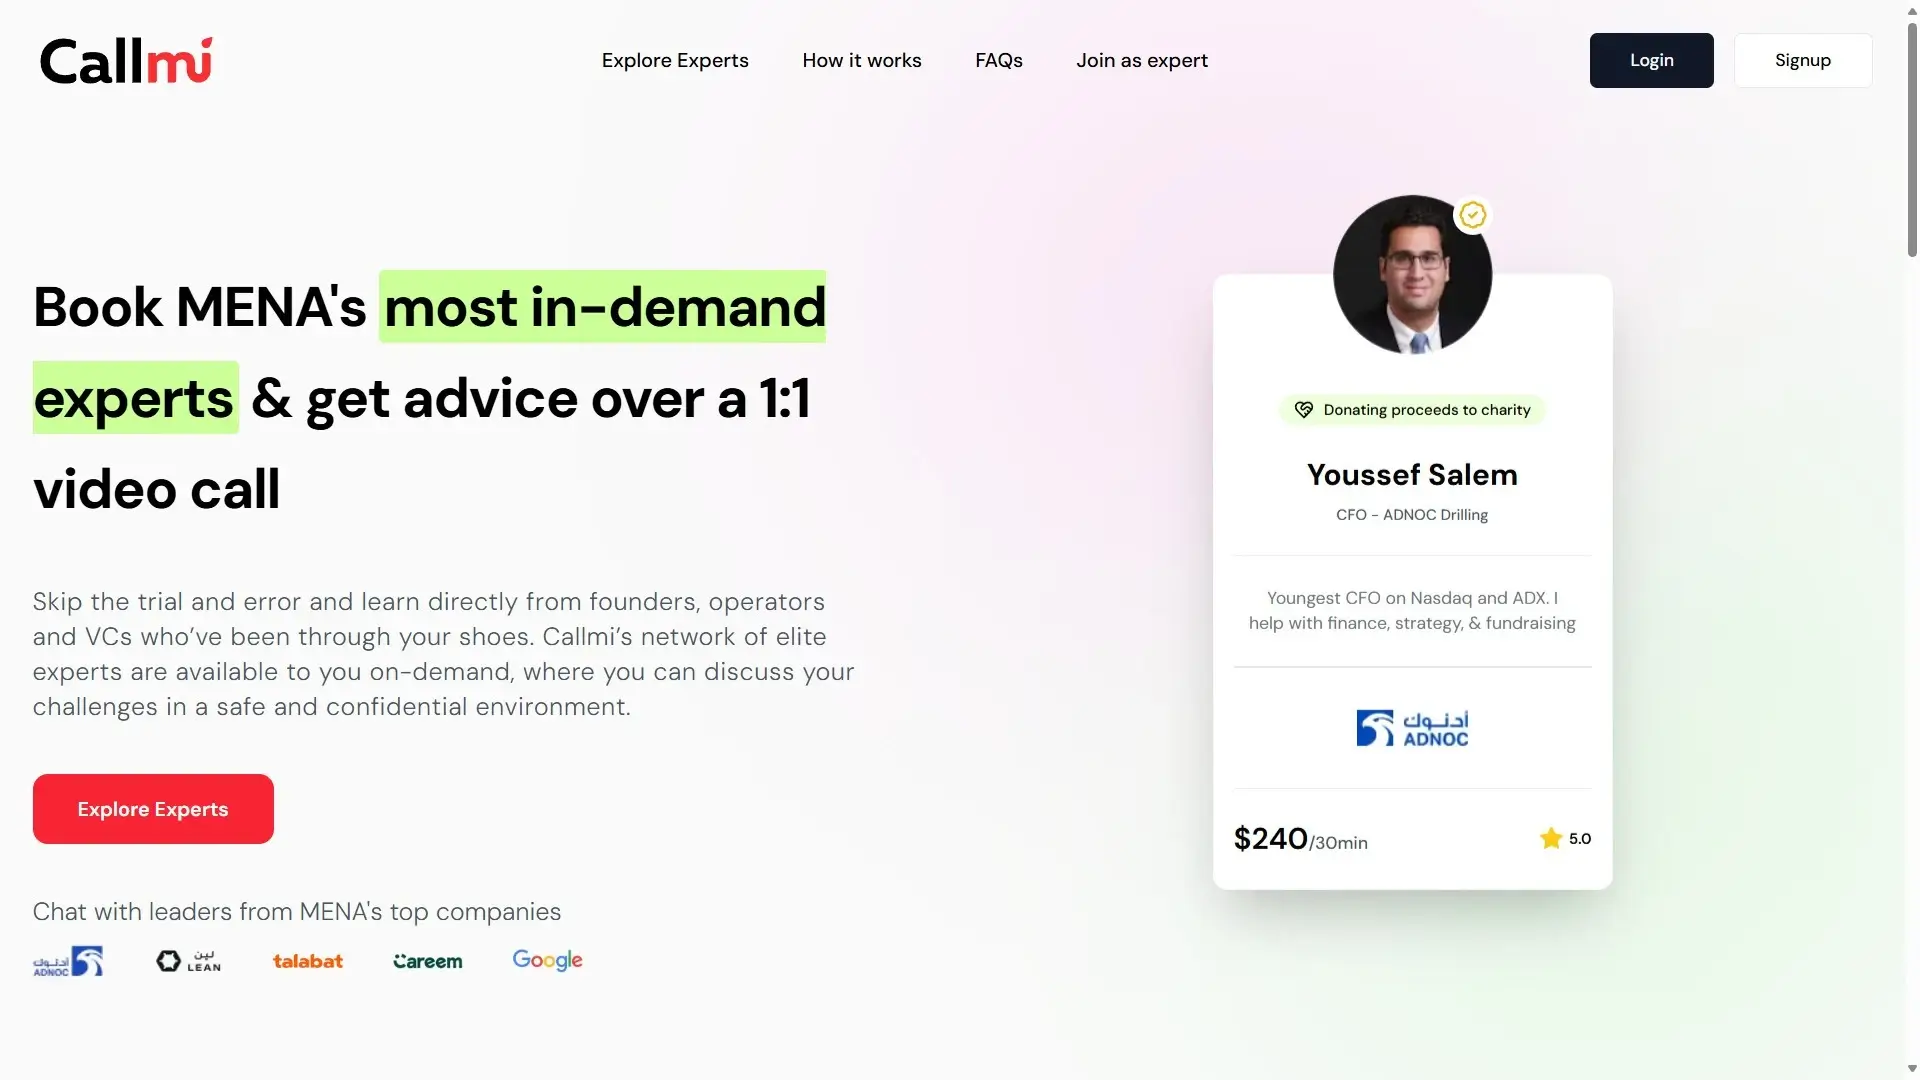 Callmi
Explore Experts
How it works
FAQs
Join as expert
Login
Signup
Book MENA's most in-demand
experts & get advice over a 1:1
video call
Skip the trial and error and learn directly from founders, operators
and VCs who’ve been through your shoes. Callmi’s network of elite
experts are available to you on-demand, where you can discuss your
challenges in a safe and confidential environment.
Explore Experts
Chat with leaders from MENA's top companies
أدنوك
ADNOC
لين
LEAN
talabat
Careem
Google
Donating proceeds to charity
Youssef Salem
CFO - ADNOC Drilling
Youngest CFO on Nasdaq and ADX. I
help with finance, strategy, & fundraising
أدنوك
ADNOC
$240/30min
5.0